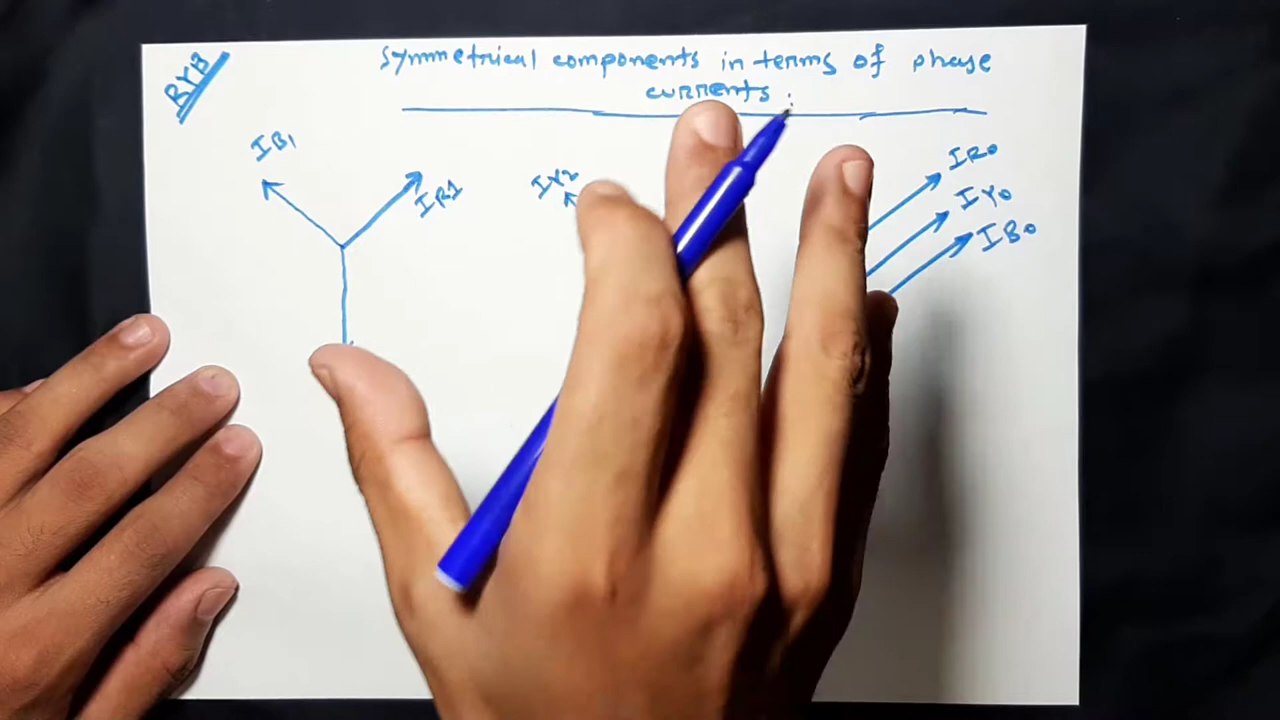 RYB
symmetrical components in terms of phase
currents :
IB1
IR1
IY2
IR0
IY0
IB0